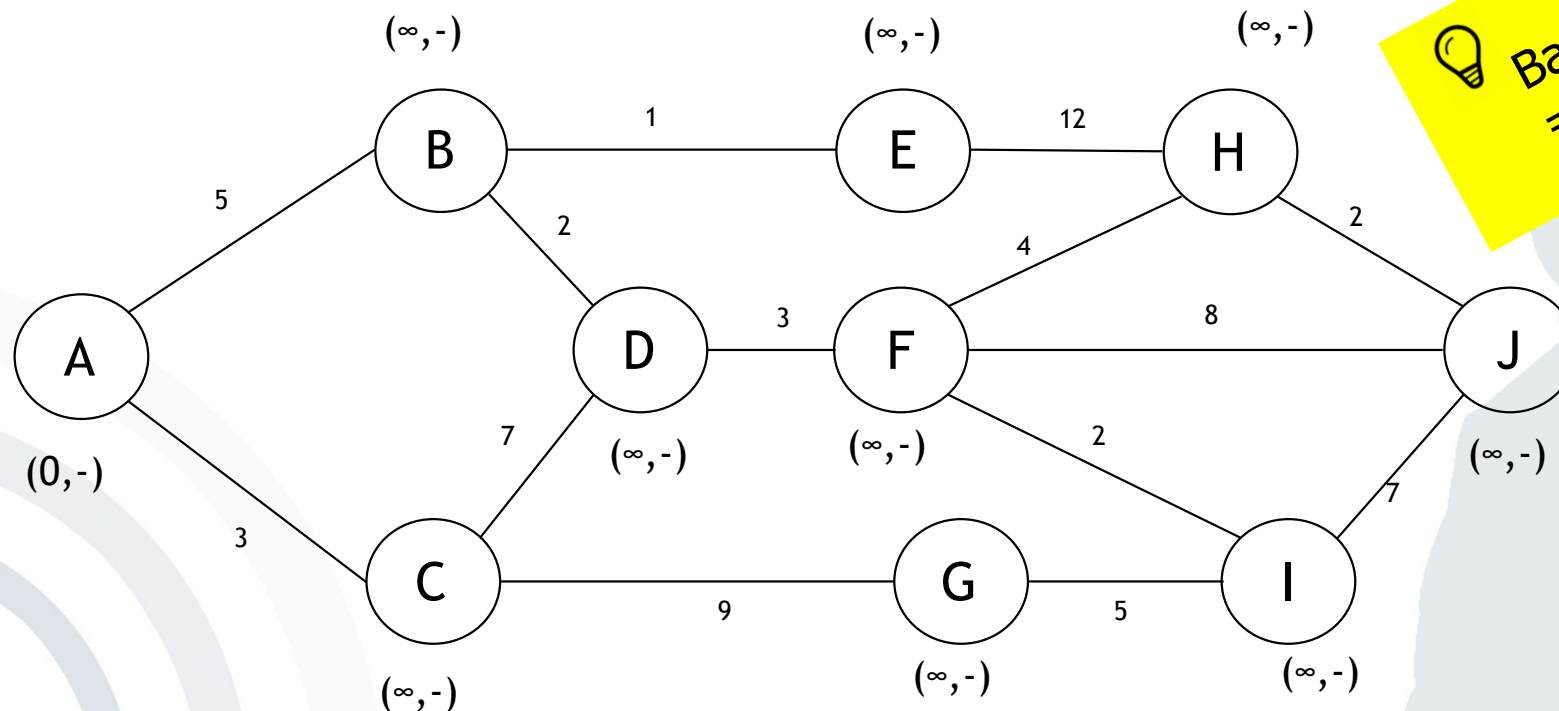 (∞,-) (∞,-) (∞,-)
B 1 E 12 H
5 2 4 2
A D 3 F 8 J
(0,-) 7 (∞,-) (∞,-) 2 (∞,-)
3 7
C 9 G 5 I
(∞,-) (∞,-) (∞,-)